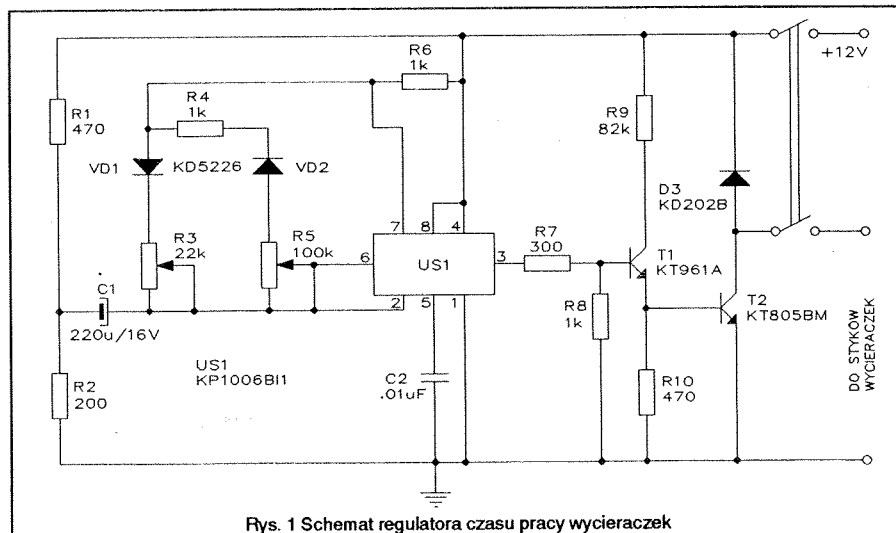 R6
1k
+12V
R4
1k
R1
470
R9
82k
VD1
KD5226
VD2
D3
KD202B
7
8
4
R3
22k
R5
100k
R7
300
6
US1
3
T1
KT961A
C1
2
5
1
R8
1k
T2
KT805BM
220u/16V
US1
KP1006BI1
C2
.01uF
R2
200
R10
470
DO STYKÓW
WYCIERACZEK
Rys. 1 Schemat regulatora czasu pracy wycieraczek